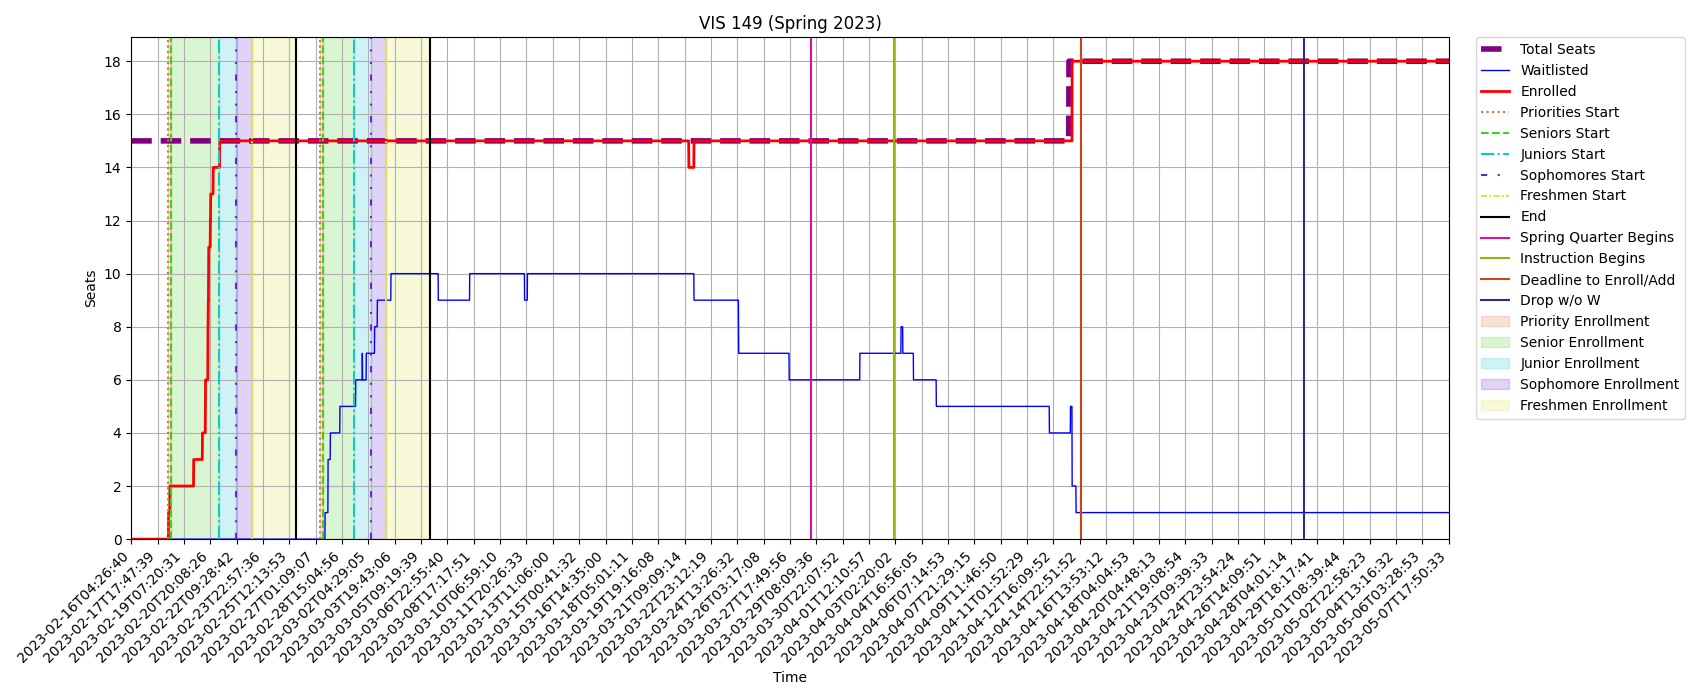 VIS 149 (Spring 2023)
Seats
18
16
14
12
10
8
6
4
2
0
2023-02-16T04:26:40
2023-02-17T17:47:39
2023-02-19T07:20:31
2023-02-20T20:08:26
2023-02-22T09:28:42
2023-02-23T22:57:36
2023-02-25T12:13:53
2023-02-27T01:09:07
2023-02-28T15:04:56
2023-03-02T04:29:05
2023-03-03T19:43:06
2023-03-05T09:19:39
2023-03-06T22:55:40
2023-03-08T17:17:51
2023-03-10T06:59:10
2023-03-11T20:26:33
2023-03-13T11:06:00
2023-03-15T00:41:32
2023-03-16T14:35:00
2023-03-18T05:01:11
2023-03-19T19:16:08
2023-03-21T09:09:14
2023-03-22T23:12:19
2023-03-24T13:26:32
2023-03-26T03:17:08
2023-03-27T17:49:56
2023-03-29T08:09:36
2023-03-30T22:07:52
2023-04-01T12:10:57
2023-04-03T02:20:02
2023-04-04T16:56:05
2023-04-06T07:14:53
2023-04-07T21:29:15
2023-04-09T11:46:50
2023-04-11T01:52:29
2023-04-12T16:09:52
2023-04-14T22:51:52
2023-04-16T13:53:12
2023-04-18T04:04:53
2023-04-20T04:48:13
2023-04-21T19:08:54
2023-04-23T09:39:33
2023-04-24T23:54:24
2023-04-26T14:09:51
2023-04-28T04:01:14
2023-04-29T18:17:41
2023-05-01T08:39:44
2023-05-02T22:58:23
2023-05-04T13:16:32
2023-05-06T03:28:53
2023-05-07T17:50:33
Time
Total Seats
Waitlisted
Enrolled
Priorities Start
Seniors Start
Juniors Start
Sophomores Start
Freshmen Start
End
Spring Quarter Begins
Instruction Begins
Deadline to Enroll/Add
Drop w/o W
Priority Enrollment
Senior Enrollment
Junior Enrollment
Sophomore Enrollment
Freshmen Enrollment